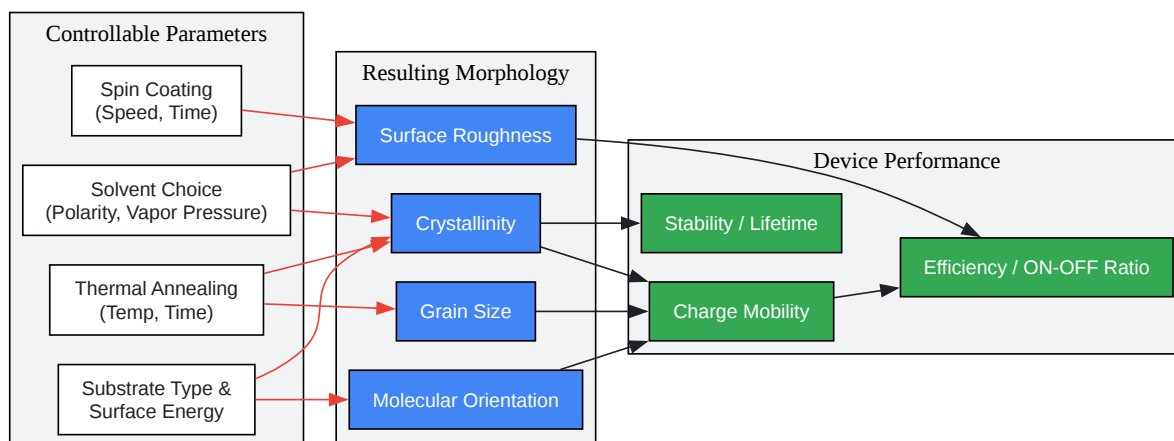 Controllable Parameters
Spin Coating
(Speed, Time)
Solvent Choice
(Polarity, Vapor Pressure)
Thermal Annealing
(Temp, Time)
Substrate Type &
Surface Energy
Resulting Morphology
Surface Roughness
Crystallinity
Grain Size
Molecular Orientation
Device Performance
Stability / Lifetime
Charge Mobility
Efficiency / ON-OFF Ratio